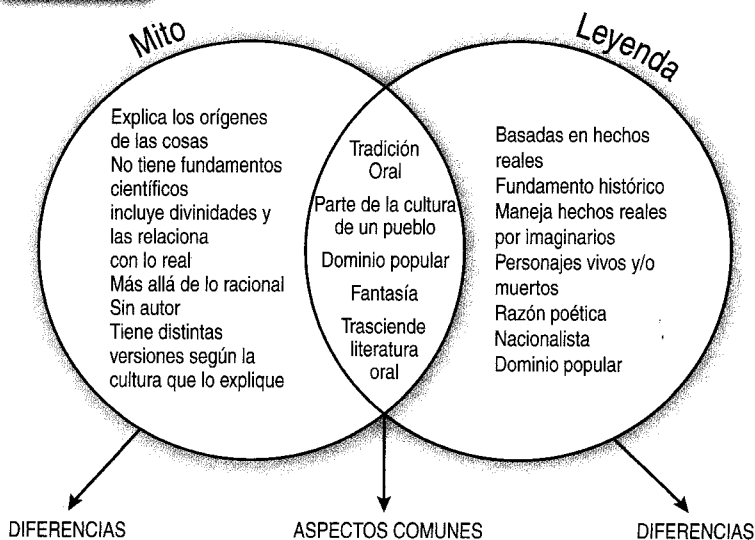 Mito
Leyenda
Explica los orígenes
de las cosas
No tiene fundamentos
científicos
incluye divinidades y
las relaciona
con lo real
Más allá de lo racional
Sin autor
Tiene distintas
versiones según la
cultura que lo explique
Tradición
Oral
Parte de la cultura
de un pueblo
Dominio popular
Fantasía
Trasciende
literatura
oral
Basadas en hechos
reales
Fundamento histórico
Maneja hechos reales
por imaginarios
Personajes vivos y/o
muertos
Razón poética
Nacionalista
Dominio popular
DIFERENCIAS
ASPECTOS COMUNES
DIFERENCIAS